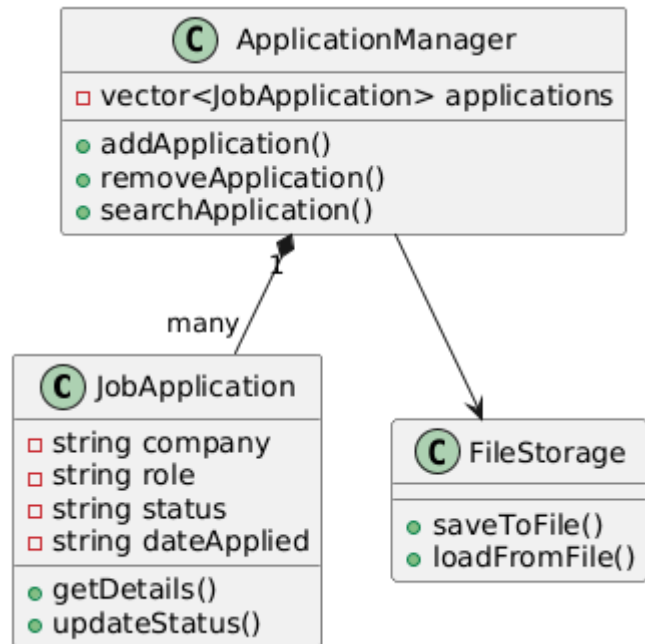 C ApplicationManager
vector<JobApplication> applications
addApplication()
removeApplication()
searchApplication()
1
many
C JobApplication
string company
string role
string status
string dateApplied
getDetails()
updateStatus()
C FileStorage
saveToFile()
loadFromFile()